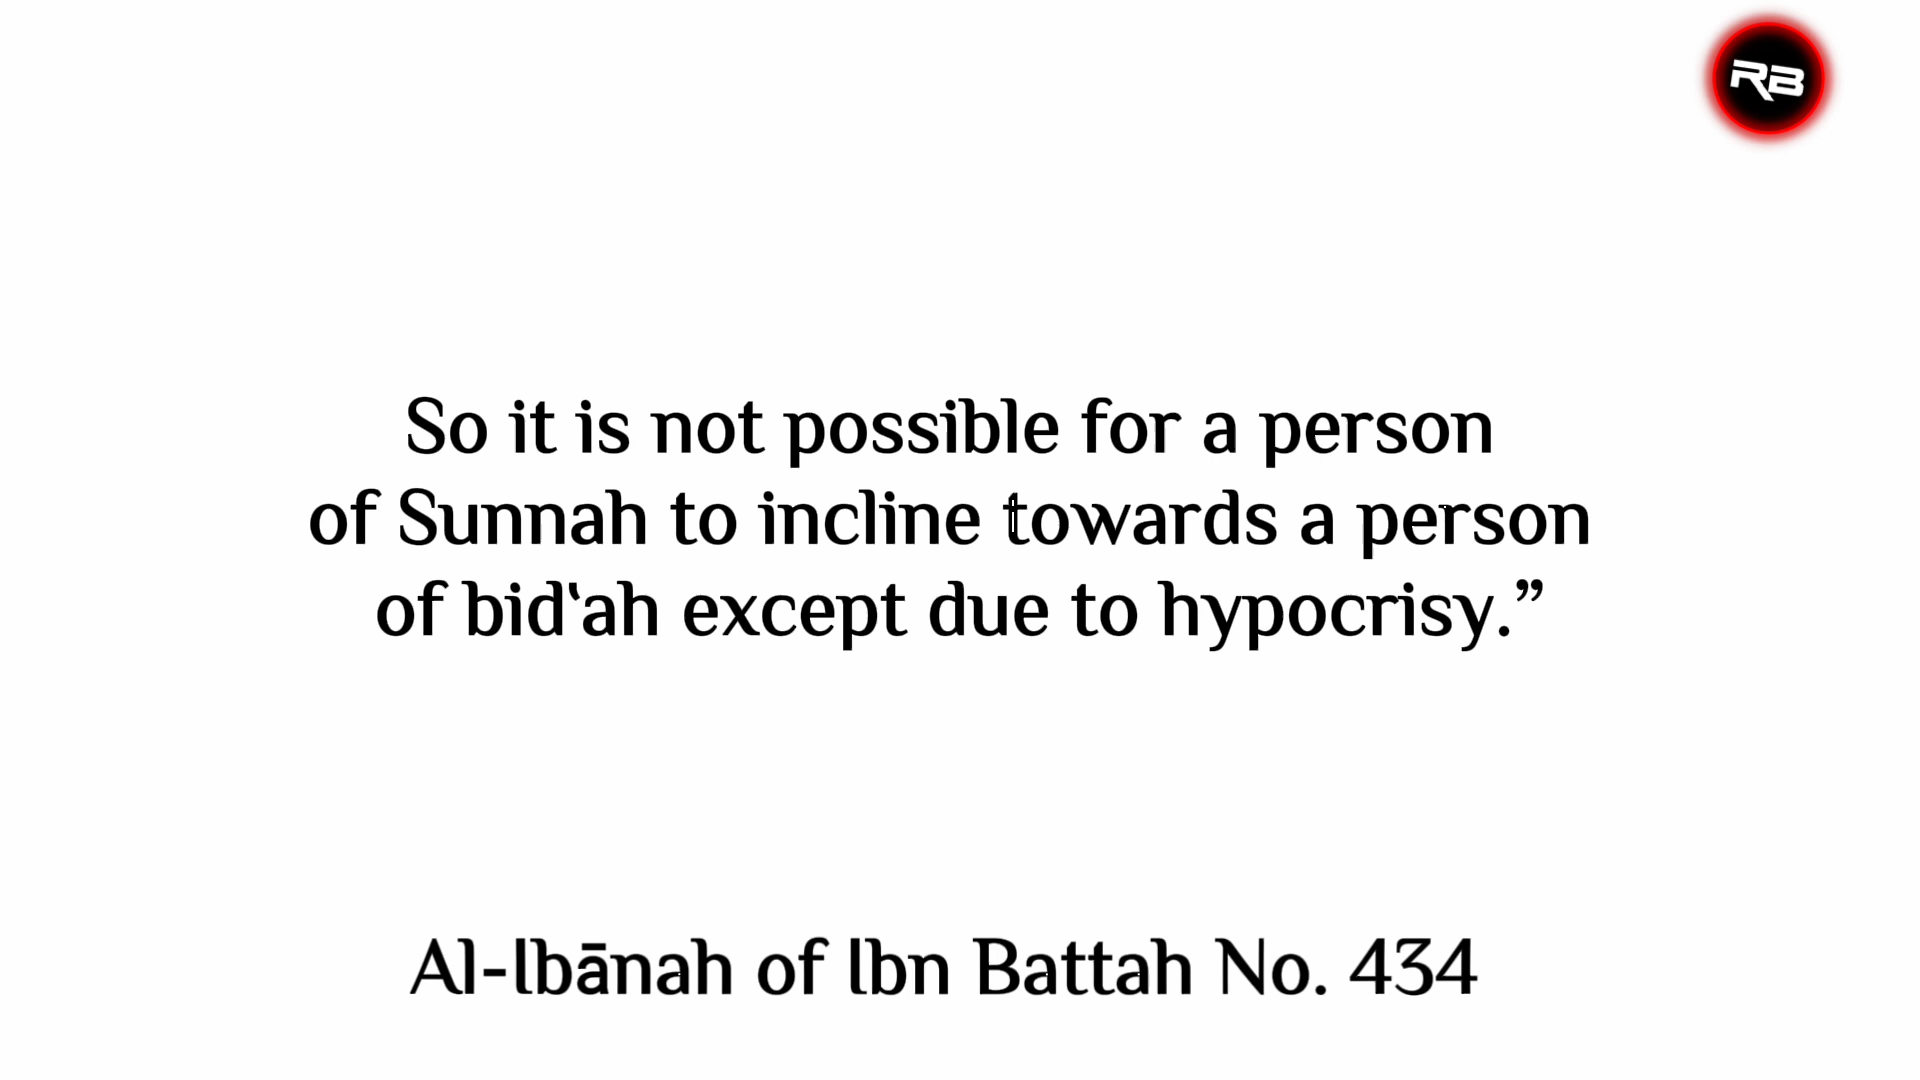 RB
So it is not possible for a person
of Sunnah to incline towards a person
of bid‛ah except due to hypocrisy.”
Al-Ibānah of Ibn Battah No. 434